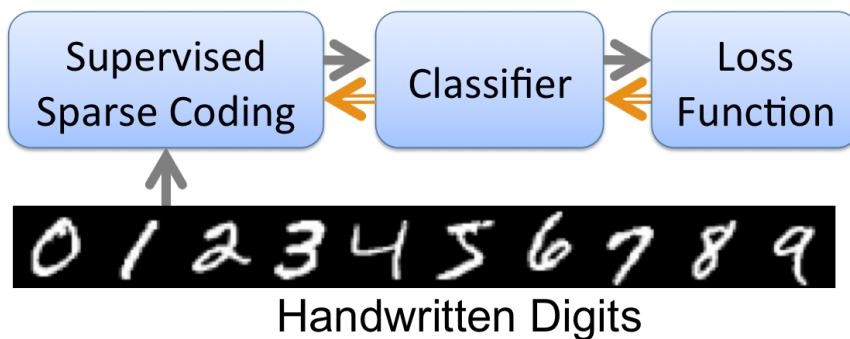 Supervised
Sparse Coding
Classifier
Loss
Function
0 1 2 3 4 5 6 7 8 9
Handwritten Digits